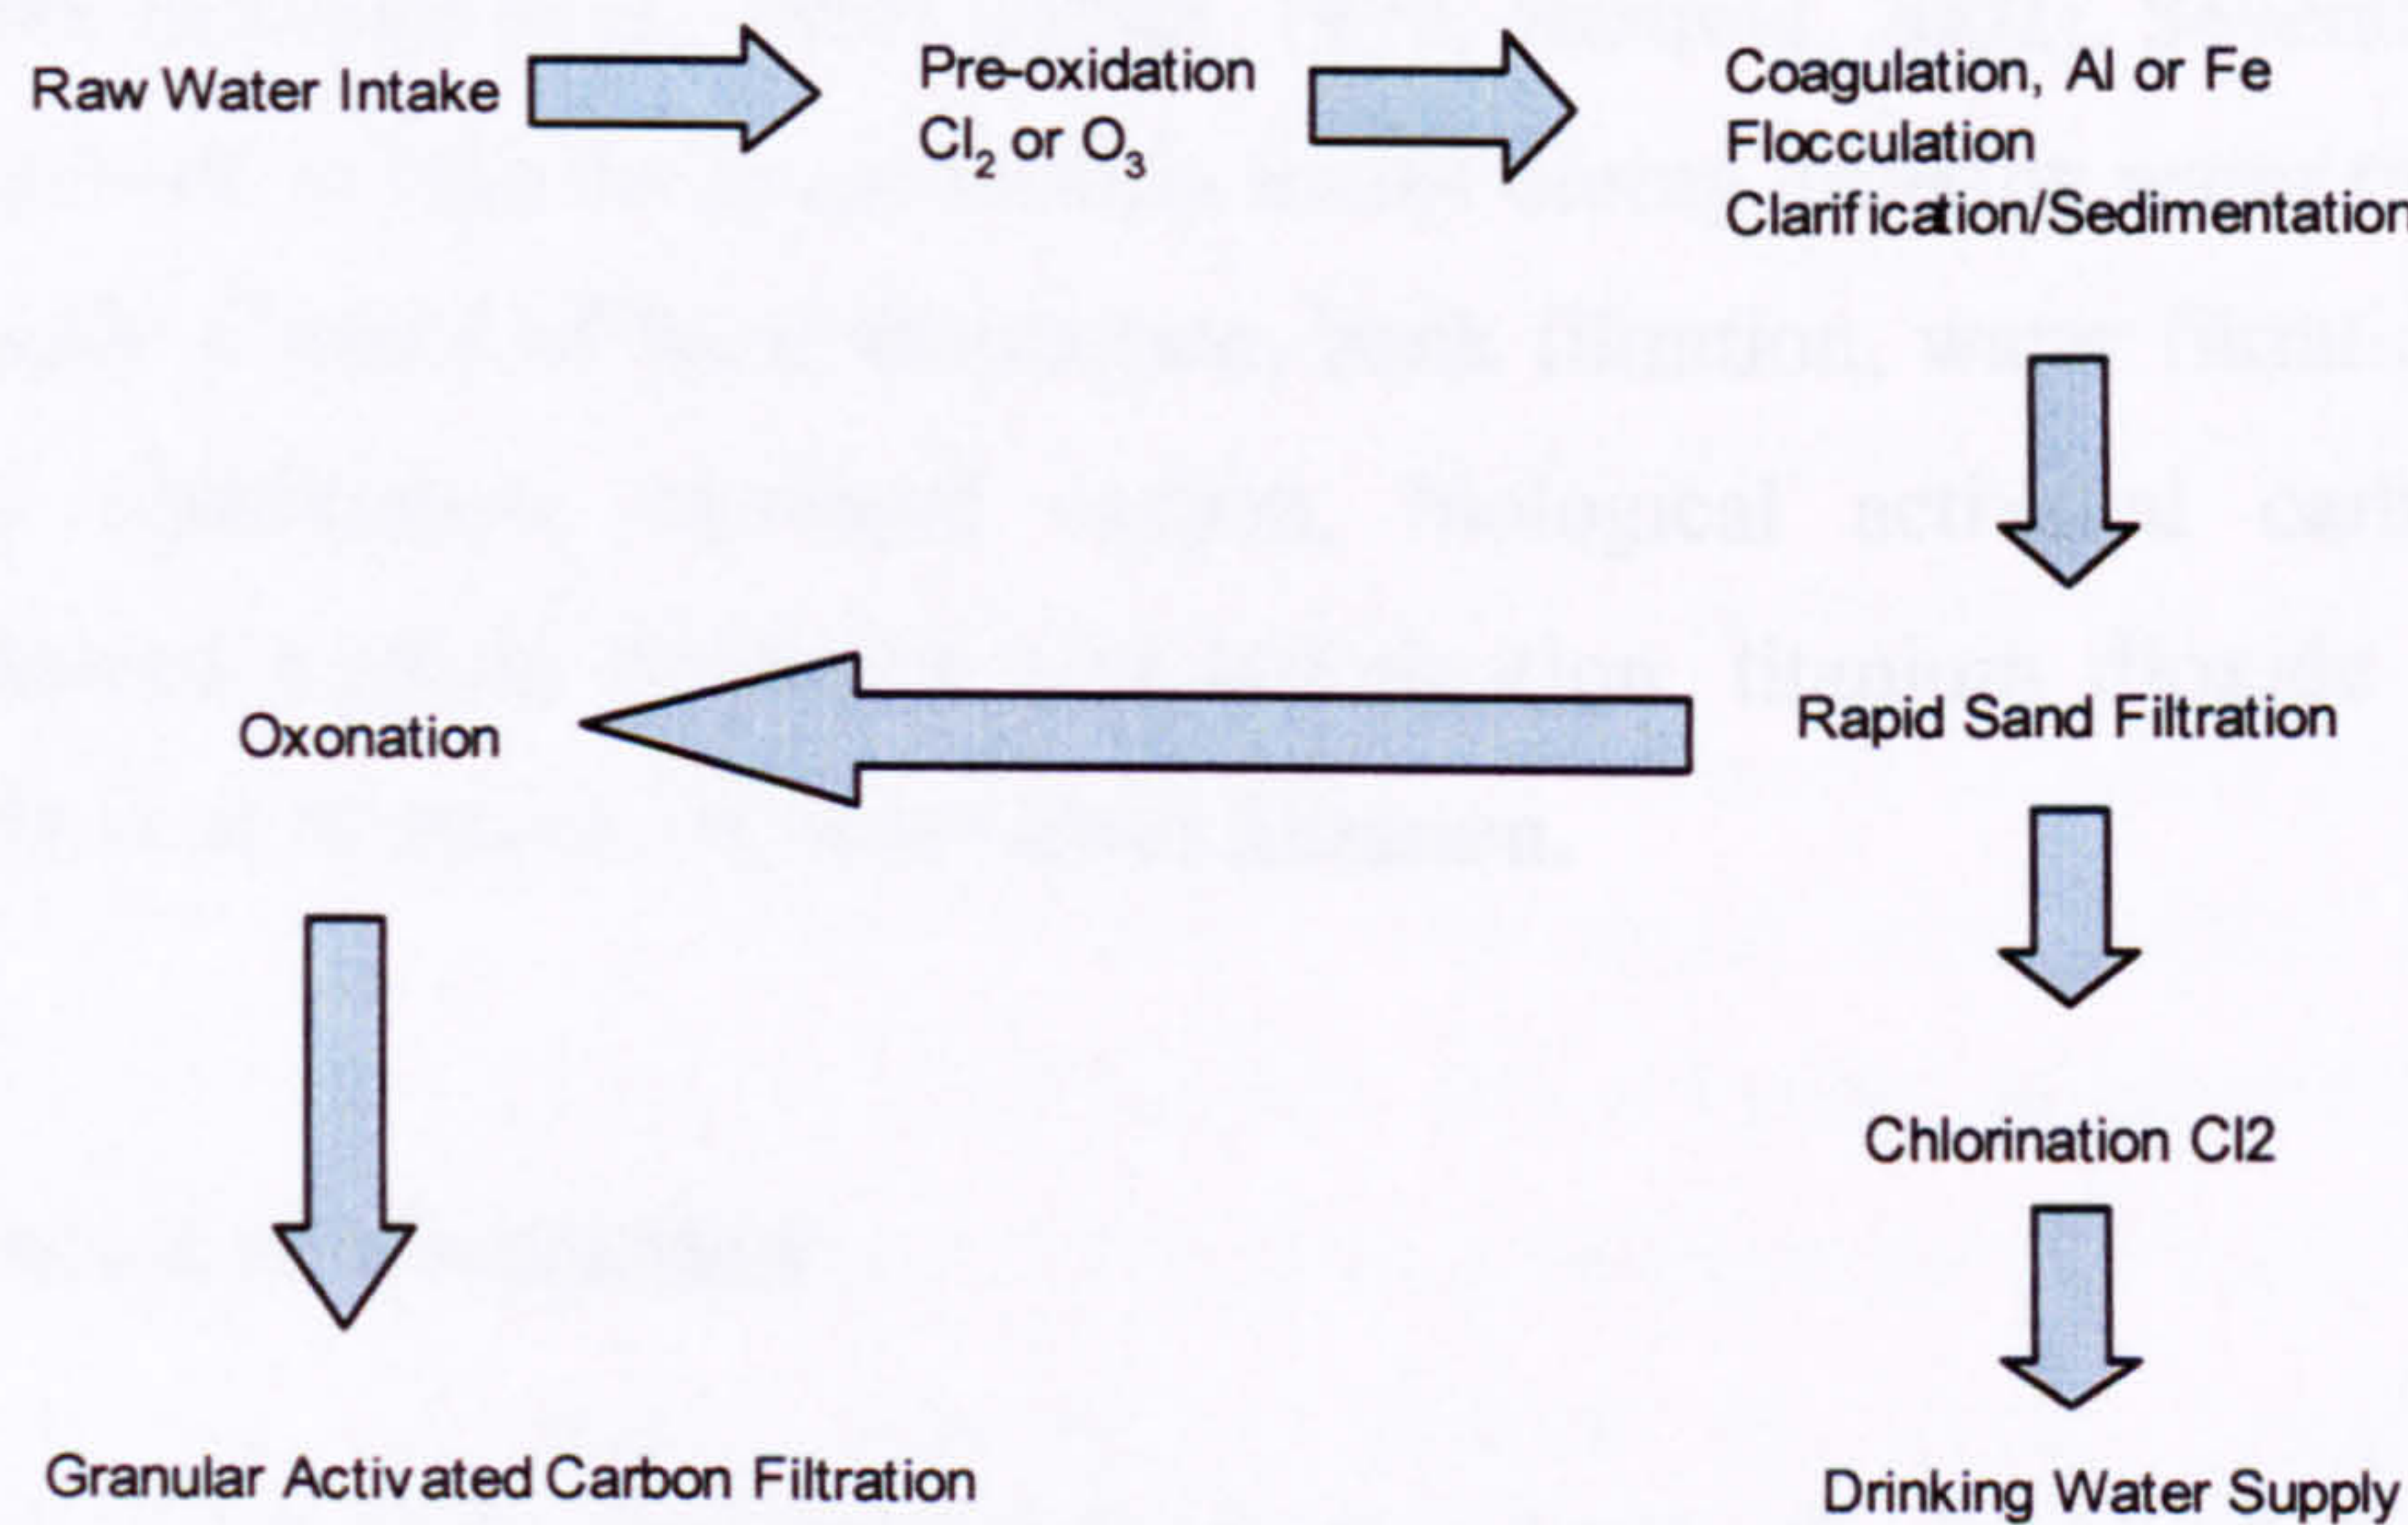 Raw Water Intake
Pre-oxidation
Cl₂ or O₃
Coagulation, Al or Fe
Flocculation
Clarification/Sedimentation
Rapid Sand Filtration
Oxonation
Chlorination Cl2
Granular Activated Carbon Filtration
Drinking Water Supply